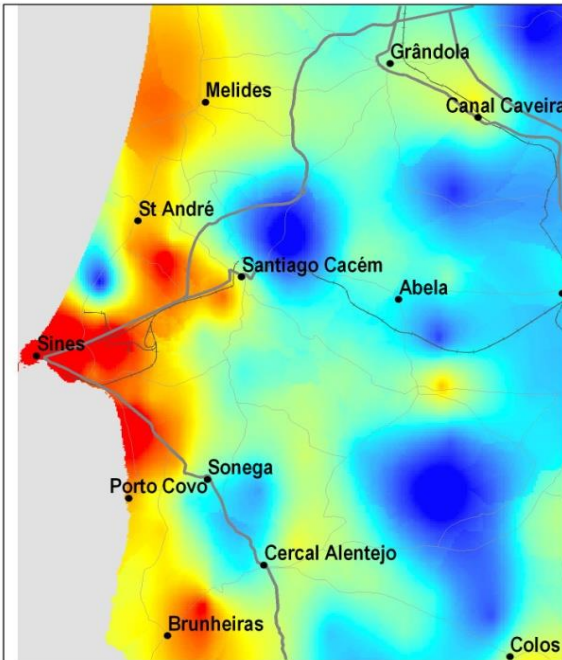 Grândola
Melides
Canal Caveira
St André
Santiago Cacém
Abela
Sines
Sonega
Porto Covo
Cercal Alentejo
Brunheiras
Colos